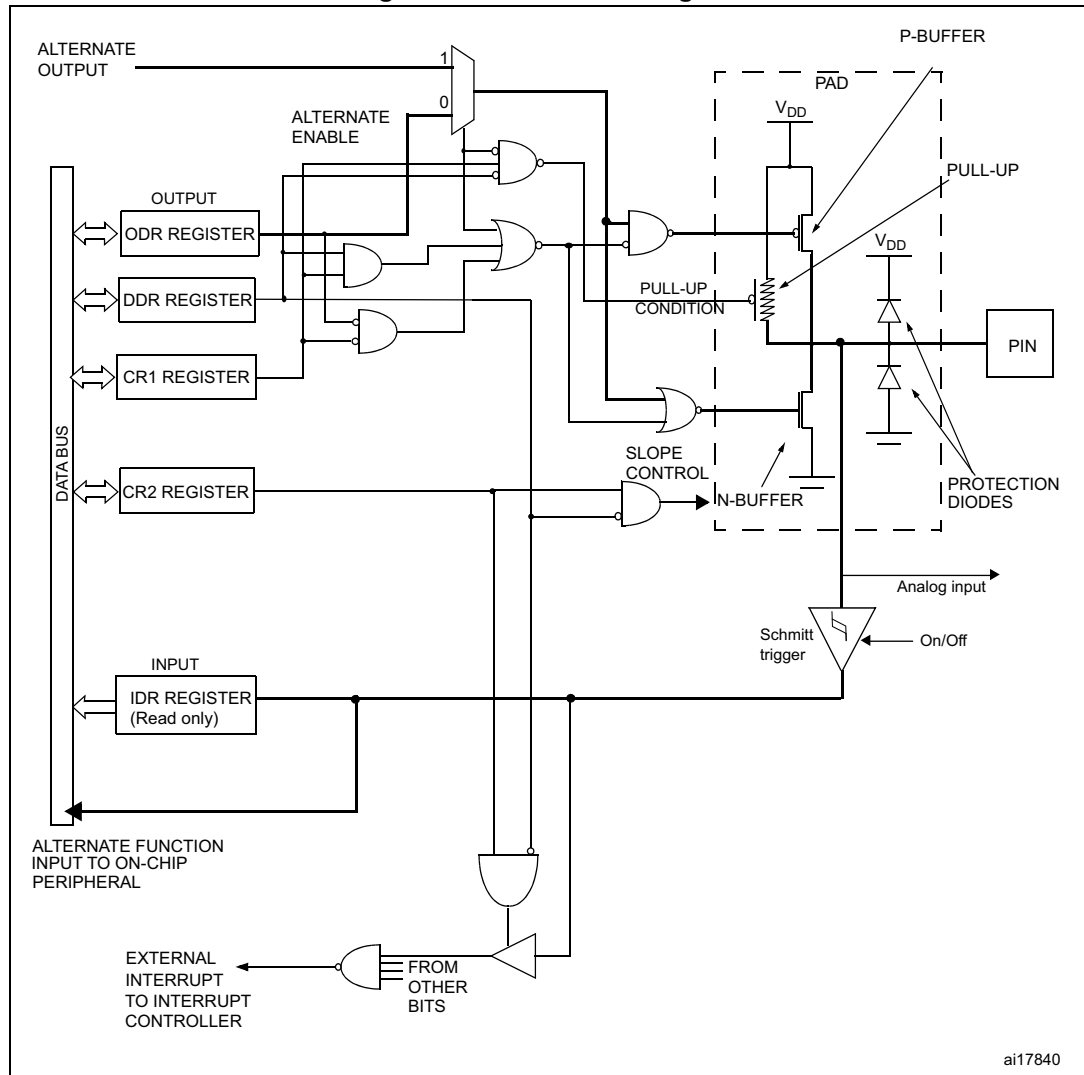 ALTERNATE
OUTPUT
1
0
ALTERNATE
ENABLE
P-BUFFER
PAD
VDD
PULL-UP
OUTPUT
ODR REGISTER
DDR REGISTER
VDD
PULL-UP
CONDITION
PIN
CR1 REGISTER
DATA BUS
SLOPE
CONTROL
CR2 REGISTER
N-BUFFER
PROTECTION
DIODES
Analog input
Schmitt
trigger
On/Off
INPUT
IDR REGISTER
(Read only)
ALTERNATE FUNCTION
INPUT TO ON-CHIP
PERIPHERAL
EXTERNAL
INTERRUPT
TO INTERRUPT
CONTROLLER
FROM
OTHER
BITS
ai17840